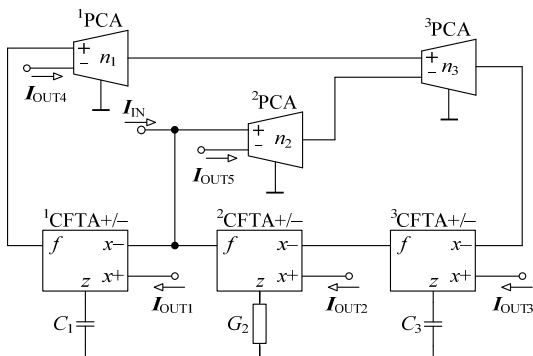 ¹PCA
³PCA
+
−
n₁
+
−
n₃
I_OUT4
I_IN
²PCA
+
−
n₂
I_OUT5
¹CFTA+/−
²CFTA+/−
³CFTA+/−
f x−
f x−
f x−
z x+
z x+
z x+
I_OUT1
I_OUT2
I_OUT3
C₁
G₂
C₃